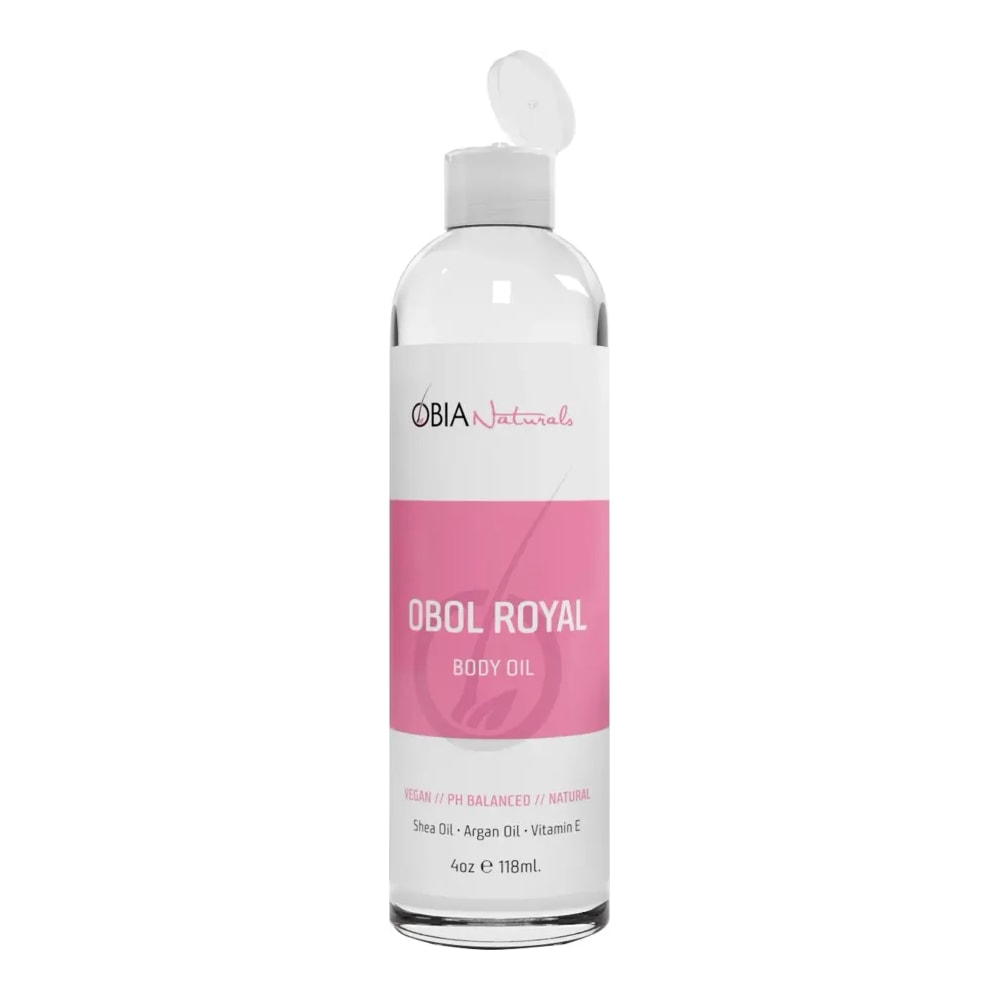 OBIA Naturals
OBOL ROYAL
BODY OIL
VEGAN // PH BALANCED // NATURAL
Shea Oil • Argan Oil • Vitamin E
4oz ℮ 118ml.